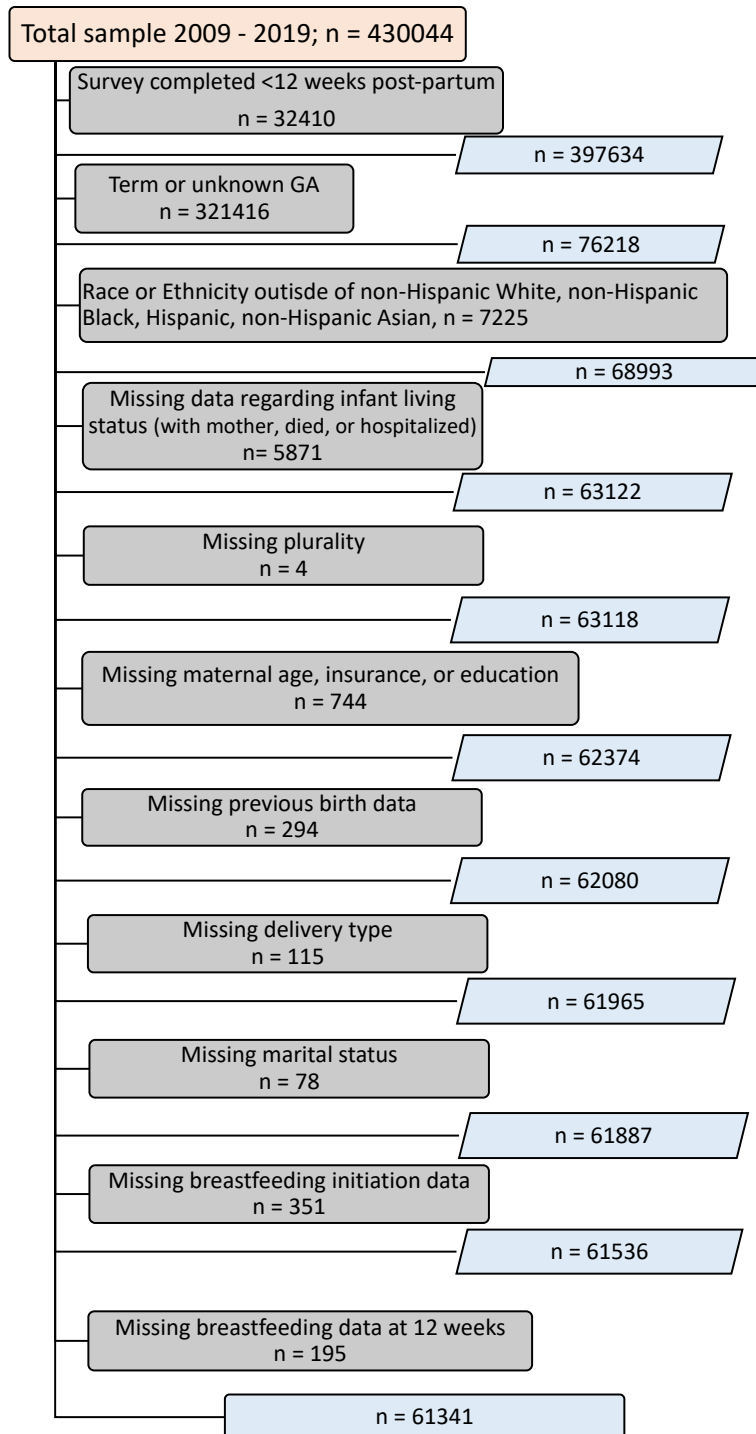 Total sample 2009 - 2019; n = 430044
Survey completed <12 weeks post-partum
n = 32410
n = 397634
Term or unknown GA
n = 321416
n = 76218
Race or Ethnicity outisde of non-Hispanic White, non-Hispanic
Black, Hispanic, non-Hispanic Asian, n = 7225
n = 68993
Missing data regarding infant living
status (with mother, died, or hospitalized)
n= 5871
n = 63122
Missing plurality
n = 4
n = 63118
Missing maternal age, insurance, or education
n = 744
n = 62374
Missing previous birth data
n = 294
n = 62080
Missing delivery type
n = 115
n = 61965
Missing marital status
n = 78
n = 61887
Missing breastfeeding initiation data
n = 351
n = 61536
Missing breastfeeding data at 12 weeks
n = 195
n = 61341